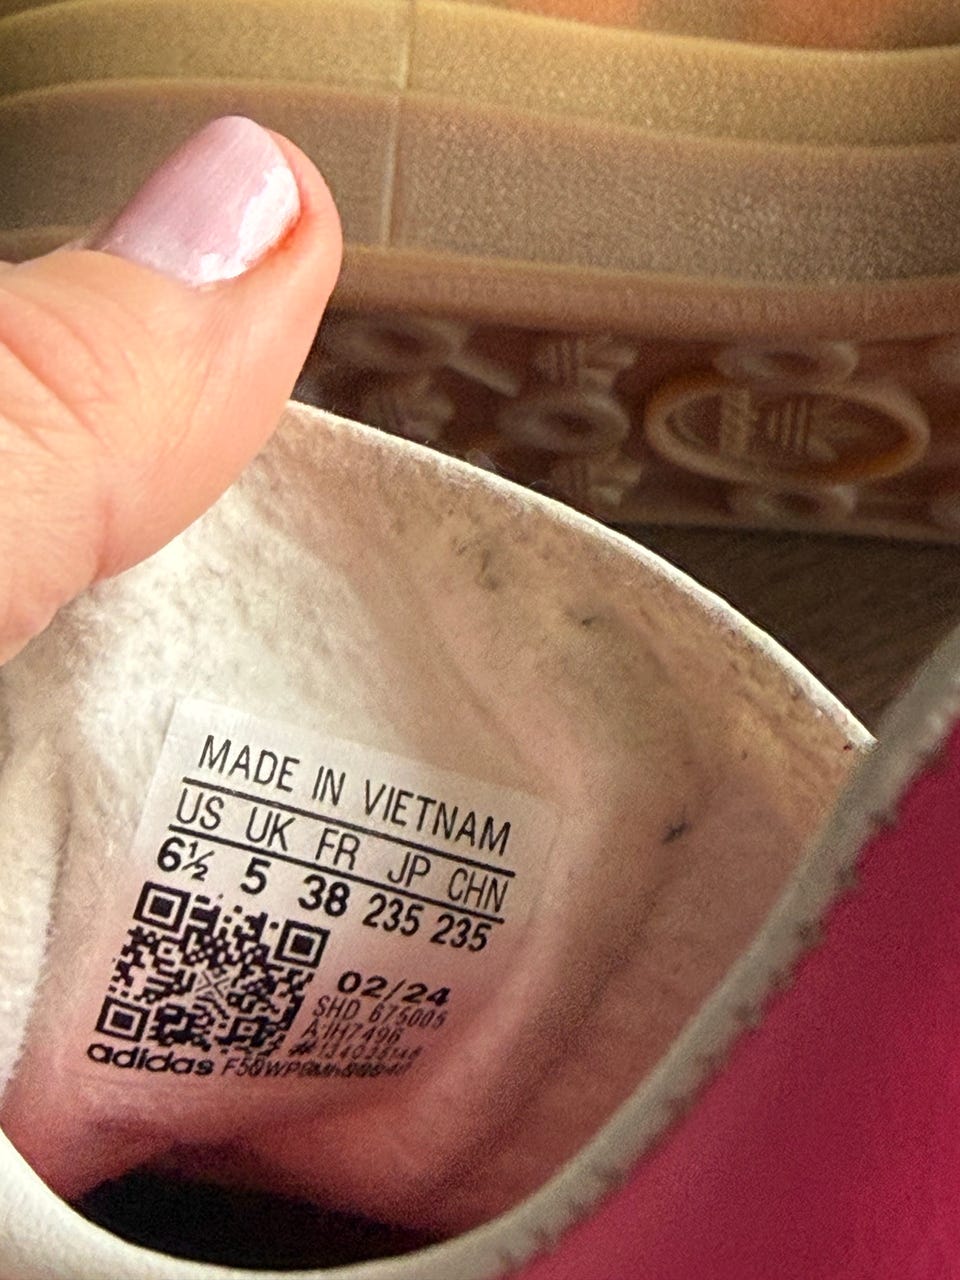 MADE IN VIETNAM
US UK FR JP CHN
6½ 5 38 235 235
02/24
SHD 675005
IH7496
adidas